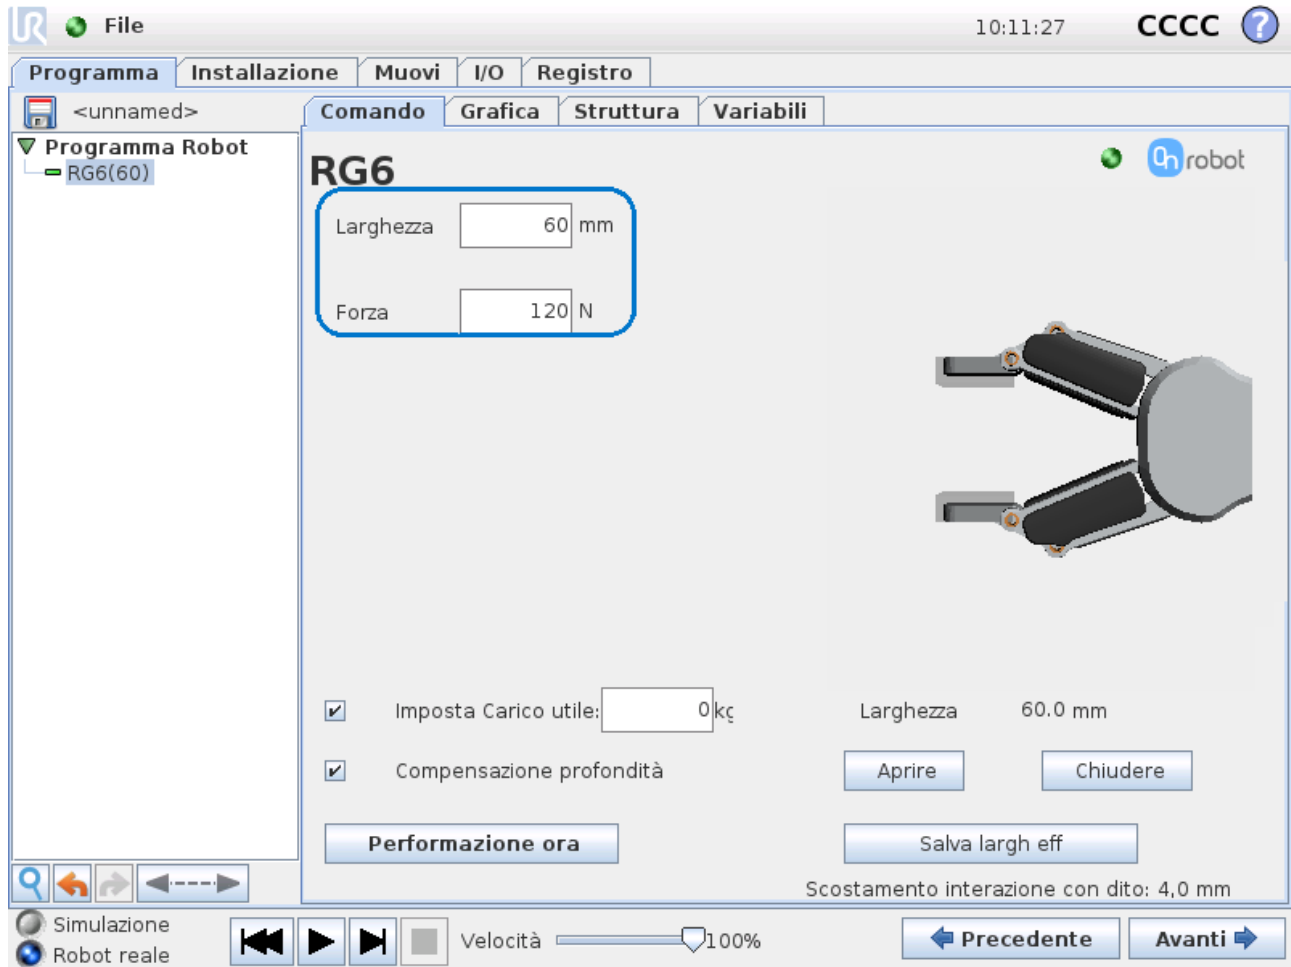 File 10:11:27 CCCC ?
Programma Installazione Muovi I/O Registro
<unnamed> Comando Grafica Struttura Variabili
Programma Robot
RG6(60)
RG6
On robot
Larghezza 60 mm
Forza 120 N
Imposta Carico utile: 0 kg
Larghezza 60.0 mm
Compensazione profondità
Aprire Chiudere
Performazione ora
Salva largh eff
Scostamento interazione con dito: 4,0 mm
Simulazione
Robot reale
Velocità 100%
Precedente Avanti